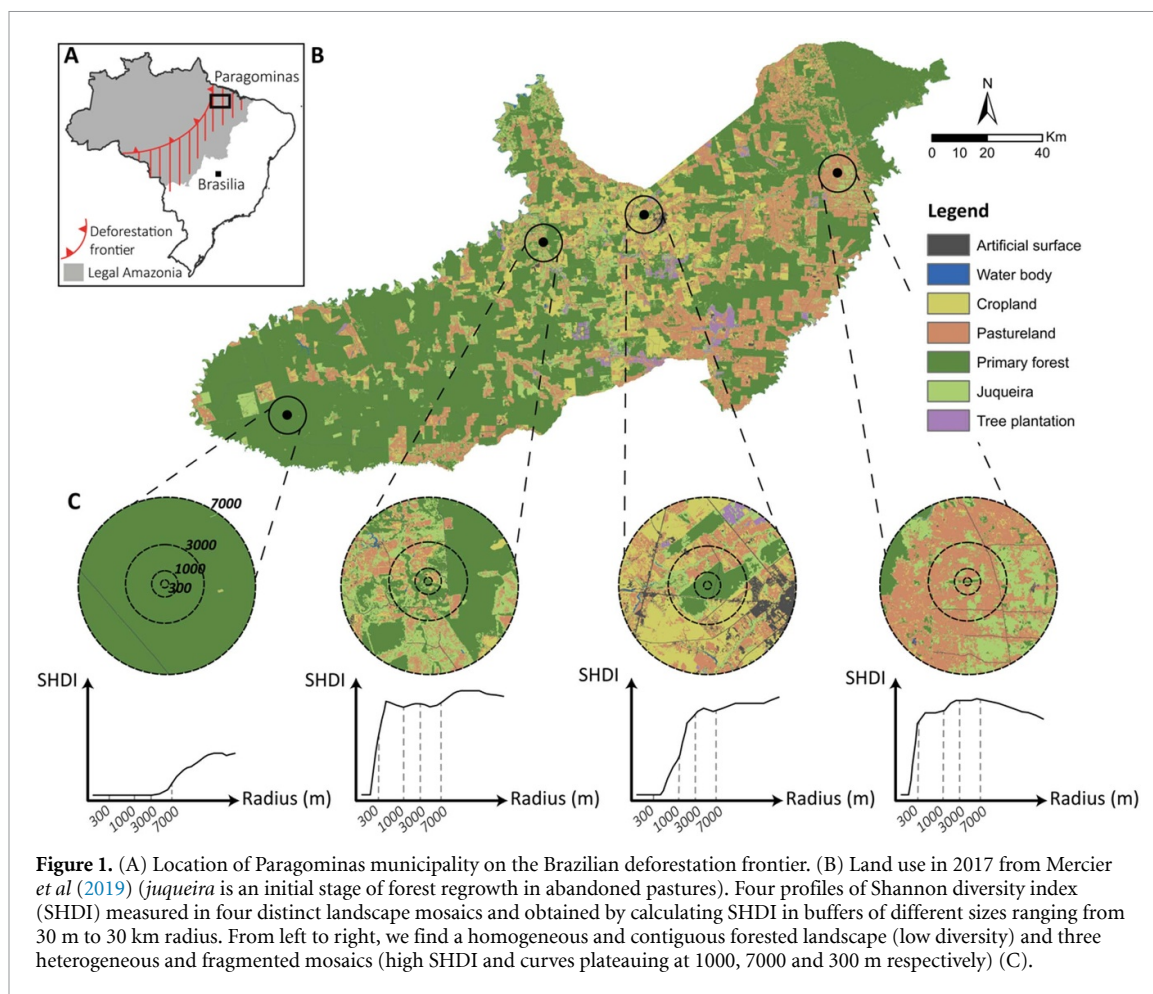 A
B
Paragominas
Brasilia
Deforestation
frontier
Legal Amazonia
N
Km
0 10 20 40
Legend
Artificial surface
Water body
Cropland
Pastureland
Primary forest
Juqueira
Tree plantation
C
7000
3000
1000
300
SHDI
Radius (m)
300
1000
3000
7000
SHDI
Radius (m)
300
1000
3000
7000
SHDI
Radius (m)
300
1000
3000
7000
SHDI
Radius (m)
300
1000
3000
7000
Figure 1. (A) Location of Paragominas municipality on the Brazilian deforestation frontier. (B) Land use in 2017 from Mercier
et al (2019) (juqueira is an initial stage of forest regrowth in abandoned pastures). Four profiles of Shannon diversity index
(SHDI) measured in four distinct landscape mosaics and obtained by calculating SHDI in buffers of different sizes ranging from
30 m to 30 km radius. From left to right, we find a homogeneous and contiguous forested landscape (low diversity) and three
heterogeneous and fragmented mosaics (high SHDI and curves plateauing at 1000, 7000 and 300 m respectively) (C).